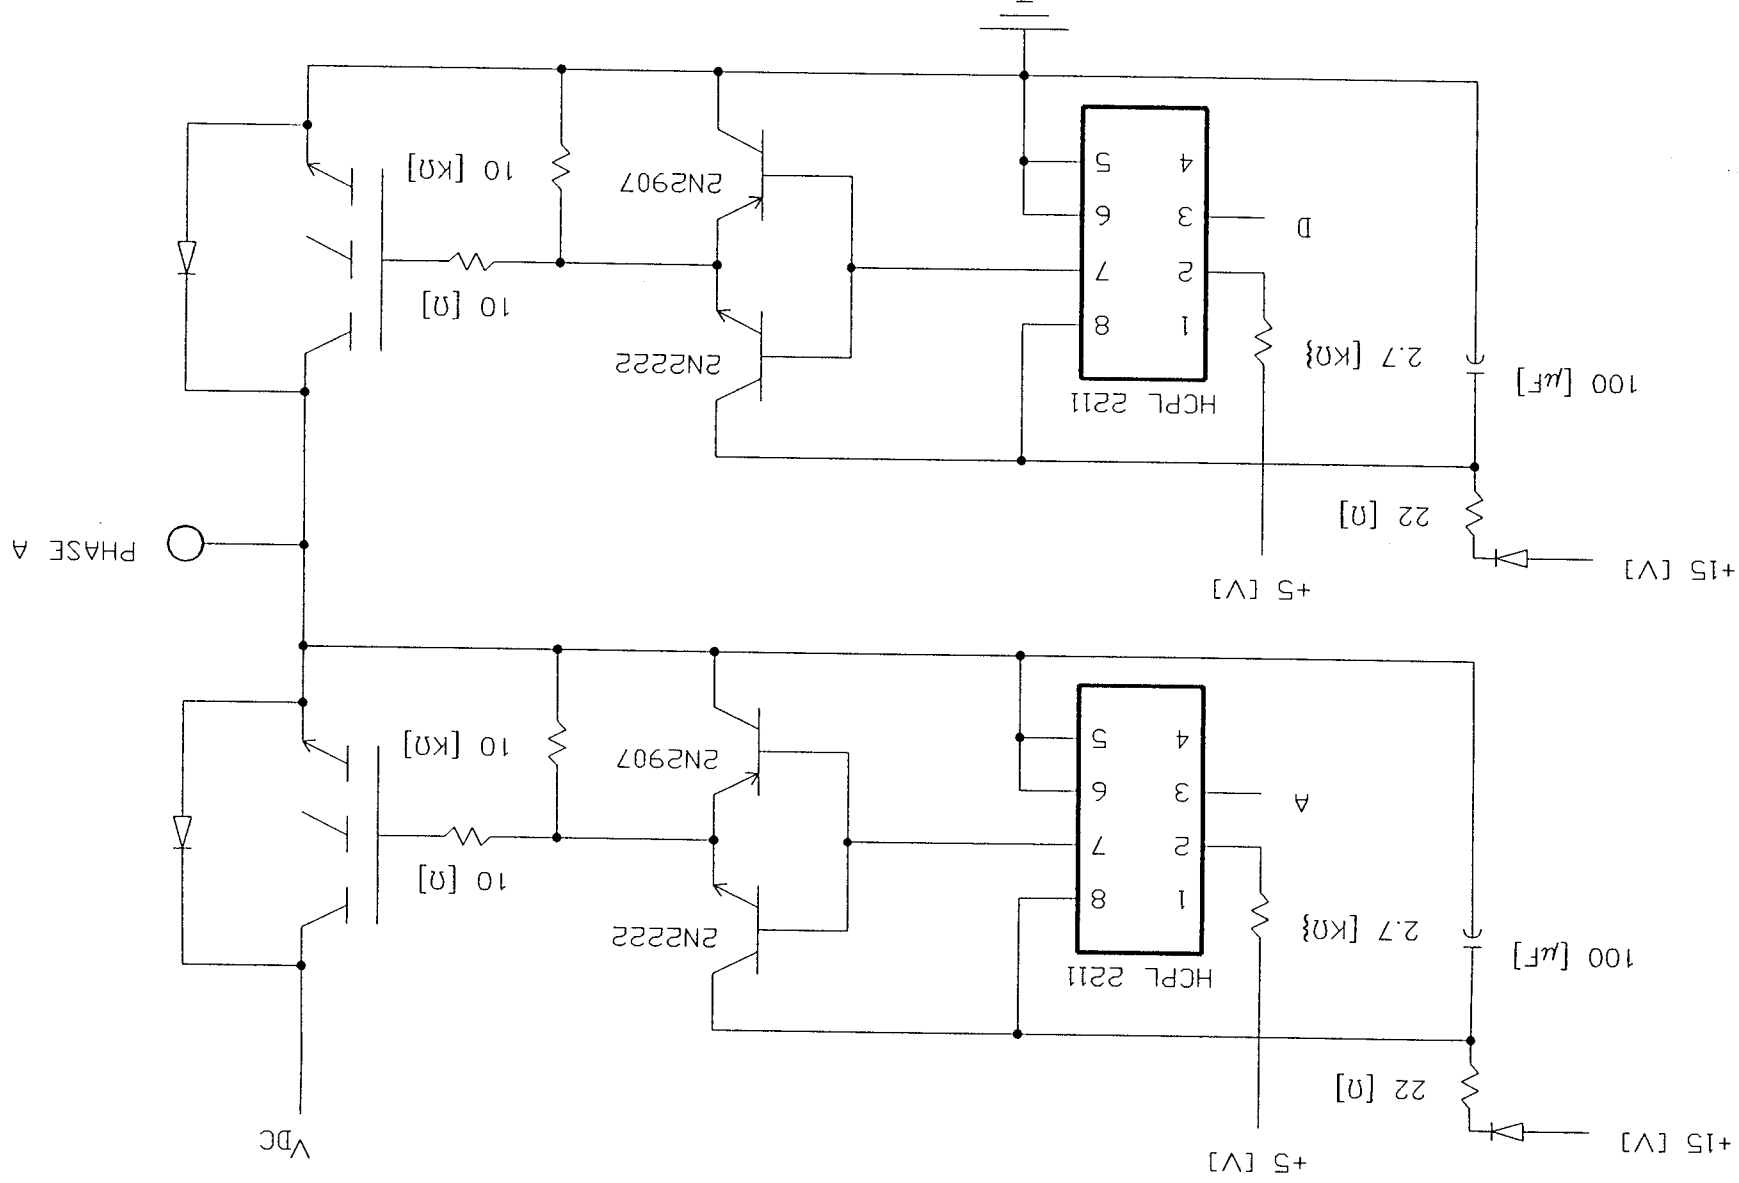 +5 [V]
+15 [V]
VDC
22 [Ω]
HCPL 2211
100 [µF]
2.7 [KΩ}
2N2222
1 8
10 [Ω]
2 7
A
3 6
2N2907
10 [KΩ]
4 5
+5 [V]
+15 [V]
PHASE A
22 [Ω]
HCPL 2211
100 [µF]
2.7 [KΩ}
2N2222
1 8
10 [Ω]
2 7
D
3 6
2N2907
10 [KΩ]
4 5